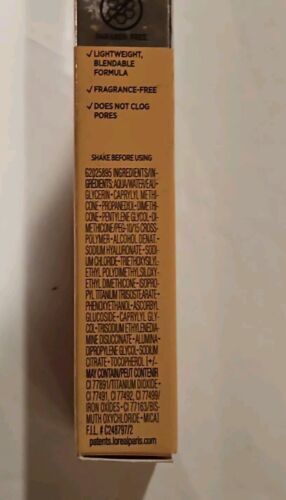 PARABEN FREE
✓ LIGHTWEIGHT,
BLENDABLE
FORMULA
✓ FRAGRANCE-FREE
✓ DOES NOT CLOG
PORES
SHAKE BEFORE USING
G2025895 INGREDIENTS/IN-
GREDIENTS: AQUA/WATER/EAU•
GLYCERIN • CAPRYLYL METHI-
CONE • PROPANEDIOL • DIMETHI-
CONE • PENTYLENE GLYCOL • DI-
METHICONE/PEG-10/15 CROSS-
POLYMER • ALCOHOL DENAT. •
SODIUM HYALURONATE • SOD-
IUM CHLORIDE • TRIETHOXYSILYL-
ETHYL POLYDIMETHYLSILOXY-
ETHYL DIMETHICONE • ISOPRO-
PYL TITANIUM TRIISOSTEARATE •
PHENOXYETHANOL • ASCORBYL
GLUCOSIDE • CAPRYLYL GLY-
COL • TRISODIUM ETHYLENEDIA-
MINE DISUCCINATE • ALUMINA •
DIPROPYLENE GLYCOL • SODIUM
CITRATE • TOCOPHEROL [+/-
MAY CONTAIN/PEUT CONTENIR
CI 77891/TITANIUM DIOXIDE •
CI 77491, CI 77492, CI 77499/
IRON OXIDES • CI 77163/BIS-
MUTH OXYCHLORIDE • MICA]
F.I.L. # C248797/2
patents.lorealparis.com